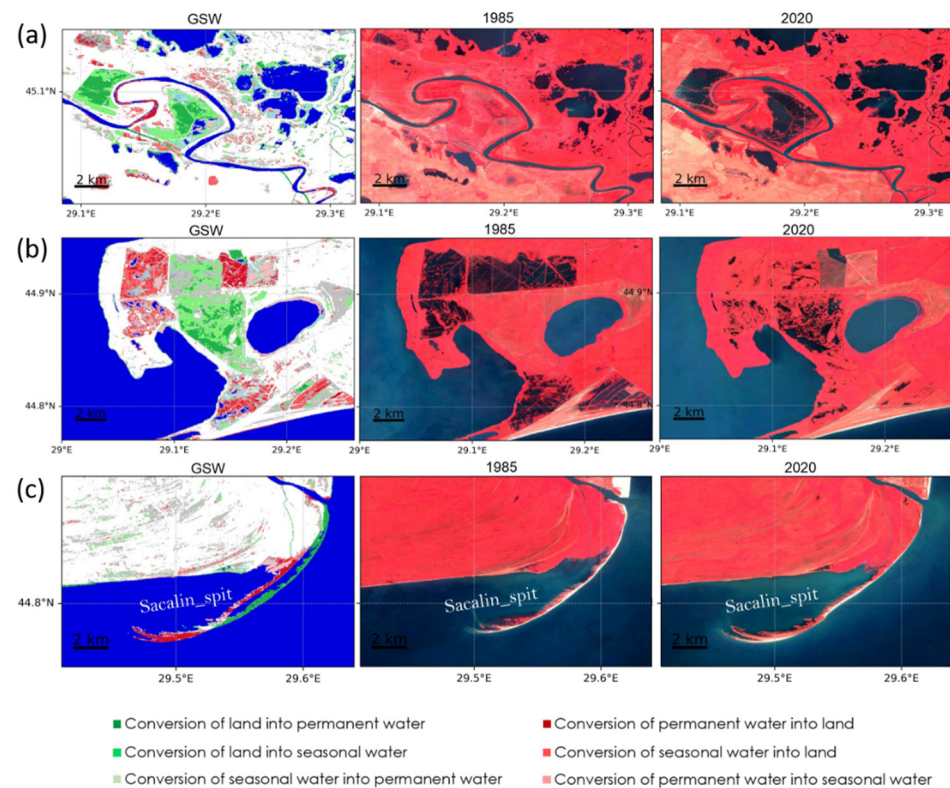 GSW 1985 2020
(a)
45.1°N
2 km 2 km 2 km
29.1°E 29.2°E 29.3°E 29.1°E 29.2°E 29.3°E 29.1°E 29.2°E 29.3°E
GSW 1985 2020
(b)
44.9°N 44.9°N
44.8°N 44.8°N
2 km 2 km 2 km
29°E 29.1°E 29.2°E 29.1°E 29.2°E 29.1°E 29.2°E
GSW 1985 2020
(c)
44.8°N Sacalin_spit Sacalin_spit Sacalin_spit
2 km 2 km 2 km
29.5°E 29.6°E 29.5°E 29.6°E 29.5°E 29.6°E
Conversion of land into permanent water Conversion of permanent water into land
Conversion of land into seasonal water Conversion of seasonal water into land
Conversion of seasonal water into permanent water Conversion of permanent water into seasonal water